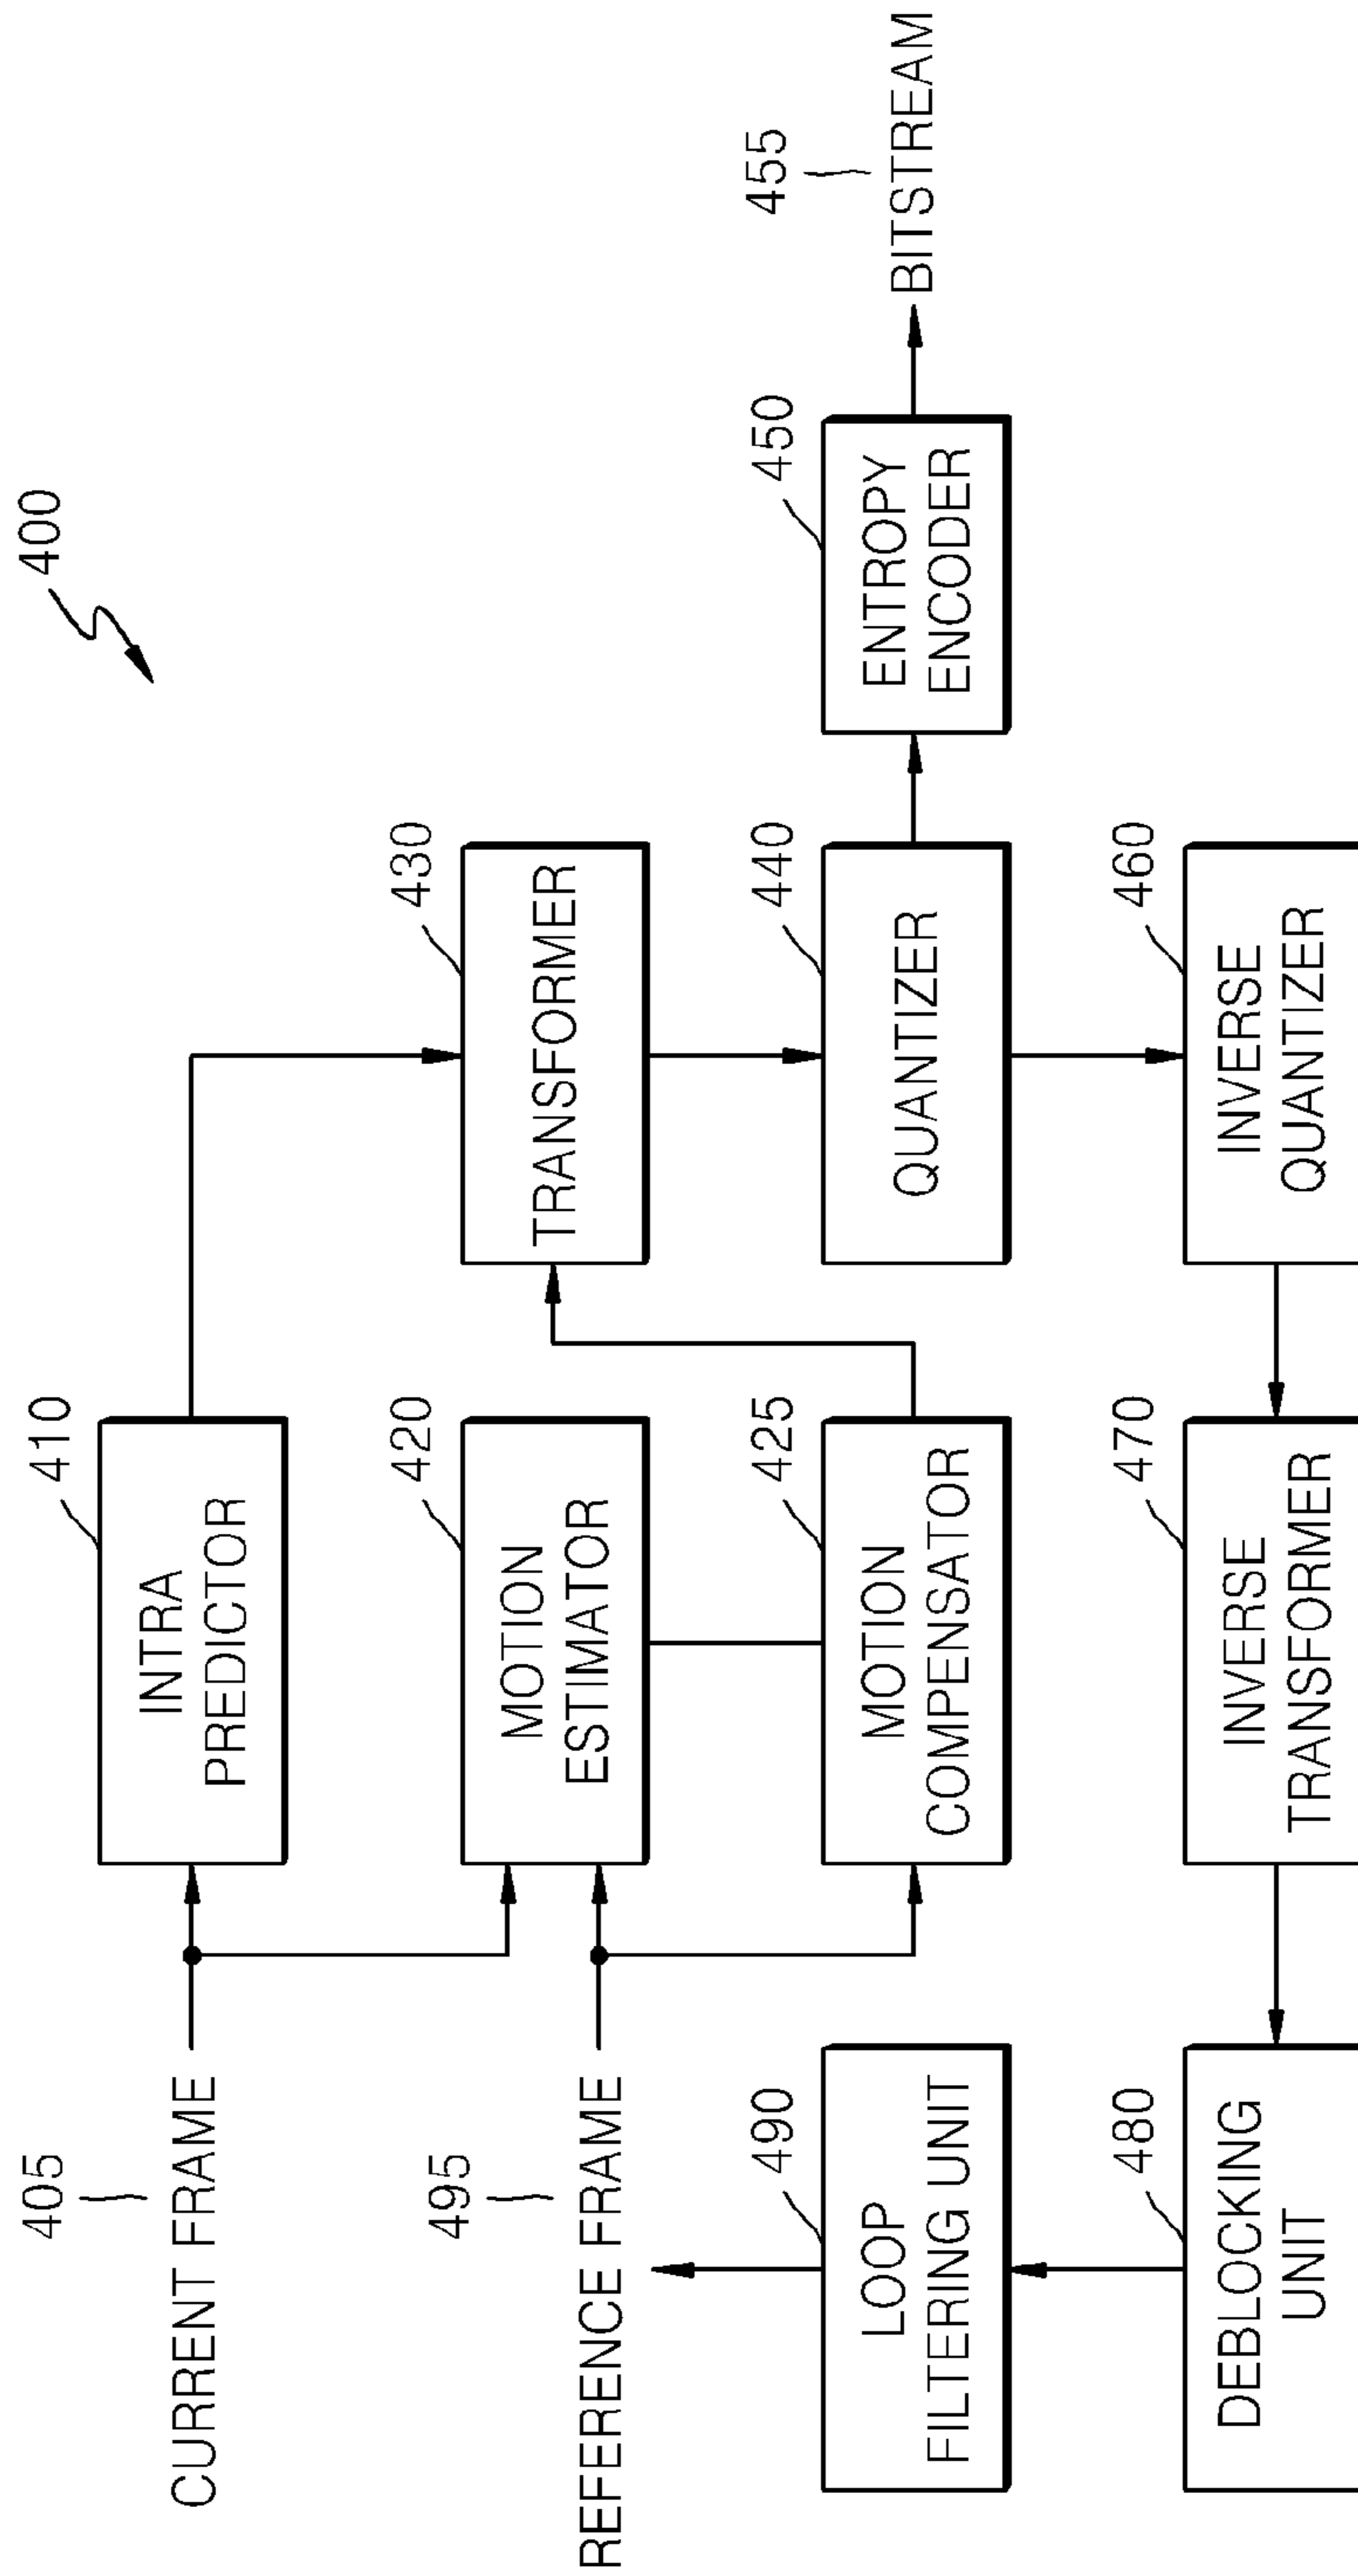 400
405
CURRENT FRAME
410
INTRA
PREDICTOR
495
REFERENCE FRAME
420
MOTION
ESTIMATOR
430
TRANSFORMER
490
LOOP
FILTERING UNIT
425
MOTION
COMPENSATOR
440
QUANTIZER
450
ENTROPY
ENCODER
455
BITSTREAM
480
DEBLOCKING
UNIT
470
INVERSE
TRANSFORMER
460
INVERSE
QUANTIZER